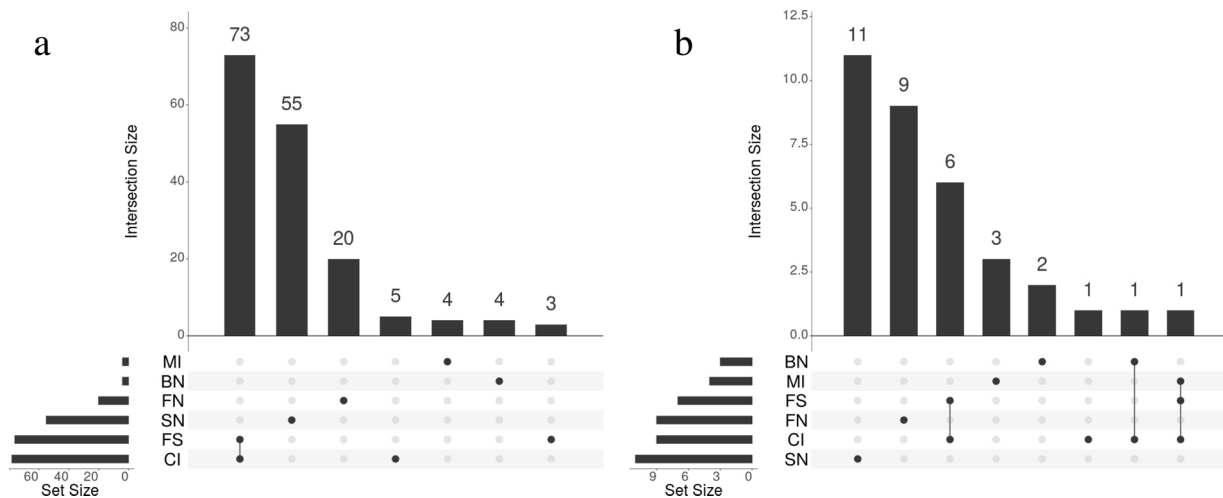 a
Intersection Size
80
60
40
20
0
73
55
20
5
4
4
3
MI
BN
FN
SN
FS
CI
60 40 20 0
Set Size
b
Intersection Size
12.5
10.0
7.5
5.0
2.5
0.0
11
9
6
3
2
1
1
1
BN
MI
FS
FN
CI
SN
9 6 3 0
Set Size